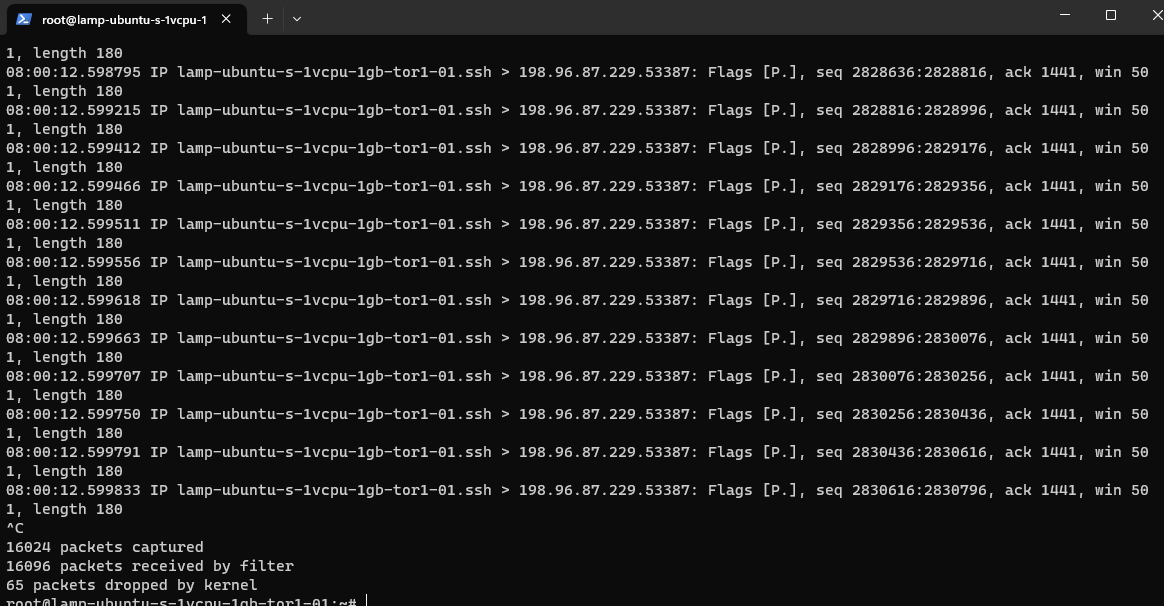 root@lamp-ubuntu-s-1vcpu-1
1, length 180
08:00:12.598795 IP lamp-ubuntu-s-1vcpu-1gb-tor1-01.ssh > 198.96.87.229.53387: Flags [P.], seq 2828636:2828816, ack 1441, win 50
1, length 180
08:00:12.599215 IP lamp-ubuntu-s-1vcpu-1gb-tor1-01.ssh > 198.96.87.229.53387: Flags [P.], seq 2828816:2828996, ack 1441, win 50
1, length 180
08:00:12.599412 IP lamp-ubuntu-s-1vcpu-1gb-tor1-01.ssh > 198.96.87.229.53387: Flags [P.], seq 2828996:2829176, ack 1441, win 50
1, length 180
08:00:12.599466 IP lamp-ubuntu-s-1vcpu-1gb-tor1-01.ssh > 198.96.87.229.53387: Flags [P.], seq 2829176:2829356, ack 1441, win 50
1, length 180
08:00:12.599511 IP lamp-ubuntu-s-1vcpu-1gb-tor1-01.ssh > 198.96.87.229.53387: Flags [P.], seq 2829356:2829536, ack 1441, win 50
1, length 180
08:00:12.599556 IP lamp-ubuntu-s-1vcpu-1gb-tor1-01.ssh > 198.96.87.229.53387: Flags [P.], seq 2829536:2829716, ack 1441, win 50
1, length 180
08:00:12.599618 IP lamp-ubuntu-s-1vcpu-1gb-tor1-01.ssh > 198.96.87.229.53387: Flags [P.], seq 2829716:2829896, ack 1441, win 50
1, length 180
08:00:12.599663 IP lamp-ubuntu-s-1vcpu-1gb-tor1-01.ssh > 198.96.87.229.53387: Flags [P.], seq 2829896:2830076, ack 1441, win 50
1, length 180
08:00:12.599707 IP lamp-ubuntu-s-1vcpu-1gb-tor1-01.ssh > 198.96.87.229.53387: Flags [P.], seq 2830076:2830256, ack 1441, win 50
1, length 180
08:00:12.599750 IP lamp-ubuntu-s-1vcpu-1gb-tor1-01.ssh > 198.96.87.229.53387: Flags [P.], seq 2830256:2830436, ack 1441, win 50
1, length 180
08:00:12.599791 IP lamp-ubuntu-s-1vcpu-1gb-tor1-01.ssh > 198.96.87.229.53387: Flags [P.], seq 2830436:2830616, ack 1441, win 50
1, length 180
08:00:12.599833 IP lamp-ubuntu-s-1vcpu-1gb-tor1-01.ssh > 198.96.87.229.53387: Flags [P.], seq 2830616:2830796, ack 1441, win 50
1, length 180
^C
16024 packets captured
16096 packets received by filter
65 packets dropped by kernel
root@lamp-ubuntu-s-1vcpu-1gb-tor1-01:~#